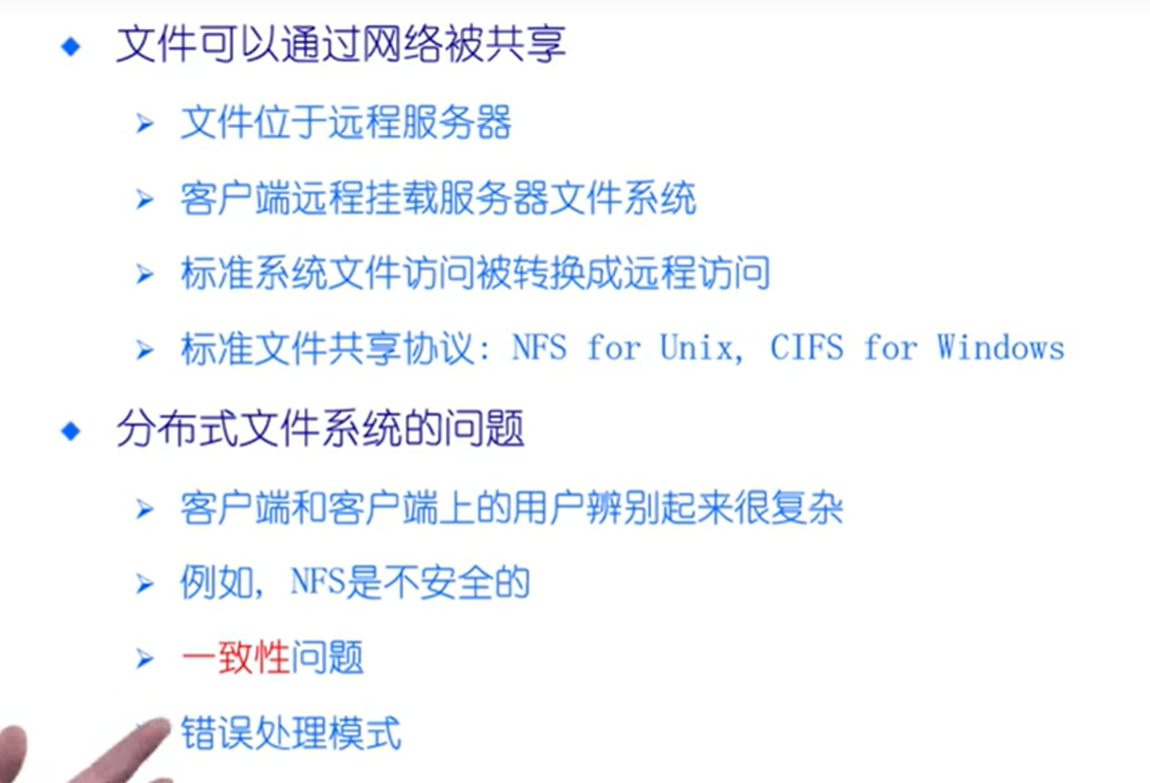 文件可以通过网络被共享
文件位于远程服务器
客户端远程挂载服务器文件系统
标准系统文件访问被转换成远程访问
标准文件共享协议: NFS for Unix, CIFS for Windows
分布式文件系统的问题
客户端和客户端上的用户辨别起来很复杂
例如, NFS是不安全的
一致性问题
错误处理模式